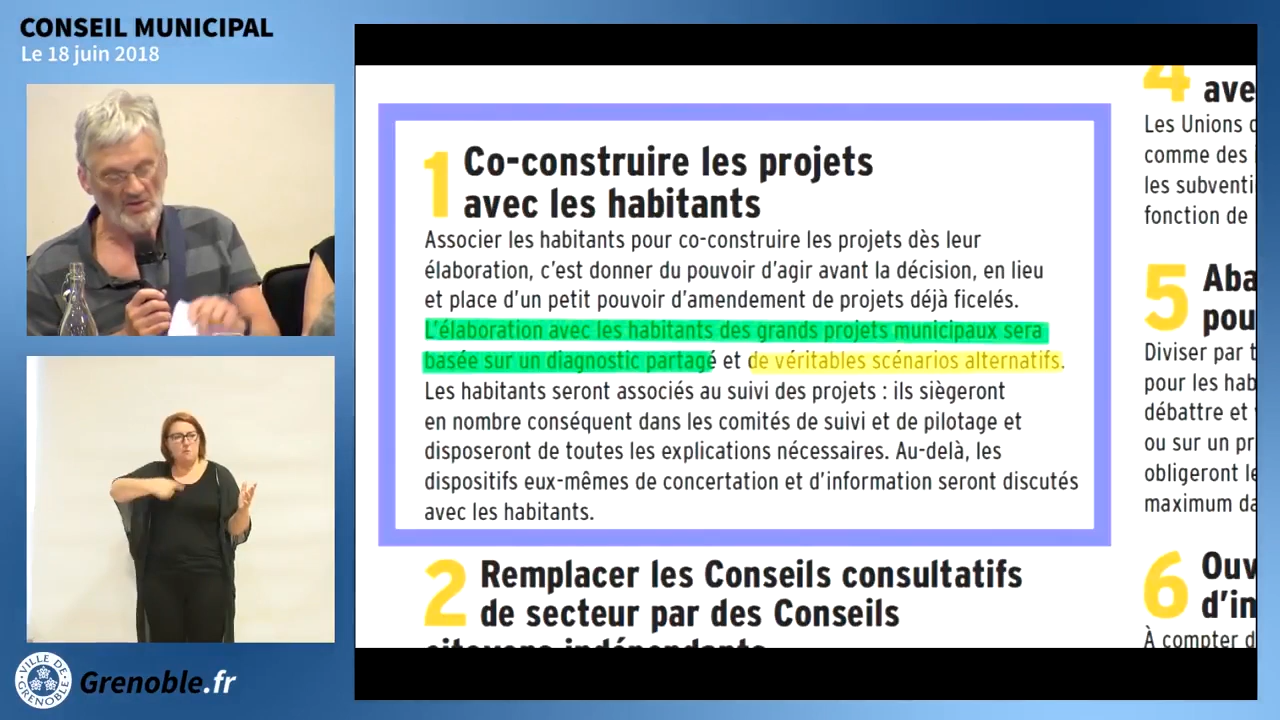 CONSEIL MUNICIPAL
Le 18 juin 2018
VILLE DE GRENOBLE
Grenoble.fr
1 Co-construire les projets
avec les habitants
Associer les habitants pour co-construire les projets dès leur
élaboration, c'est donner du pouvoir d'agir avant la décision, en lieu
et place d'un petit pouvoir d'amendement de projets déjà ficelés.
L'élaboration avec les habitants des grands projets municipaux sera
basée sur un diagnostic partagé et de véritables scénarios alternatifs.
Les habitants seront associés au suivi des projets : ils siègeront
en nombre conséquent dans les comités de suivi et de pilotage et
disposeront de toutes les explications nécessaires. Au-delà, les
dispositifs eux-mêmes de concertation et d'information seront discutés
avec les habitants.
2 Remplacer les Conseils consultatifs
de secteur par des Conseils
citoyens indépendants
4 ave
Les Unions d
comme des
les subventi
fonction de
5 Aba
pou
Diviser par t
pour les hab
débattre et
ou sur un pr
obligeront le
maximum da
6 Ouv
d'in
À compter d